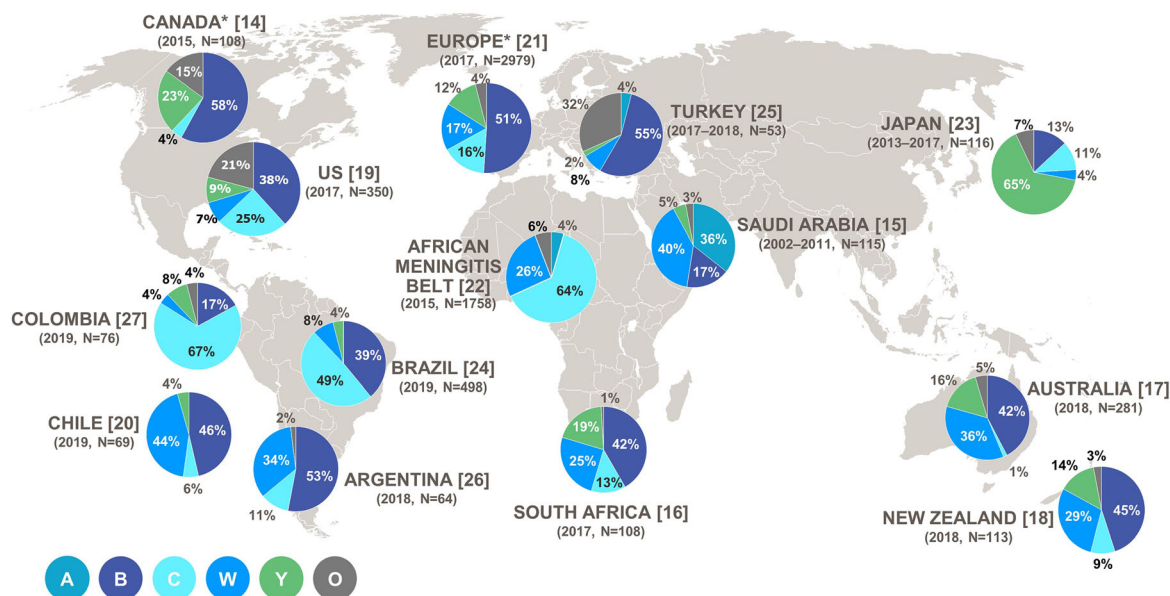 CANADA* [14]
(2015, N=108)
15%
23%
58%
4%
EUROPE* [21]
(2017, N=2979)
4%
12%
51%
17%
16%
4%
32%
55%
2%
8%
TURKEY [25]
(2017–2018, N=53)
JAPAN [23]
(2013–2017, N=116)
7%
13%
11%
4%
65%
21%
38%
9%
7%
25%
US [19]
(2017, N=350)
AFRICAN
MENINGITIS
BELT [22]
(2015, N=1758)
6%
4%
26%
64%
5%
3%
36%
40%
17%
SAUDI ARABIA [15]
(2002–2011, N=115)
COLOMBIA [27]
(2019, N=76)
4%
8%
4%
17%
67%
8%
4%
39%
49%
BRAZIL [24]
(2019, N=498)
CHILE [20]
(2019, N=69)
4%
46%
44%
6%
2%
34%
53%
11%
ARGENTINA [26]
(2018, N=64)
1%
19%
42%
25%
13%
SOUTH AFRICA [16]
(2017, N=108)
5%
16%
42%
36%
1%
AUSTRALIA [17]
(2018, N=281)
NEW ZEALAND [18]
(2018, N=113)
3%
14%
45%
29%
9%
A B C W Y O